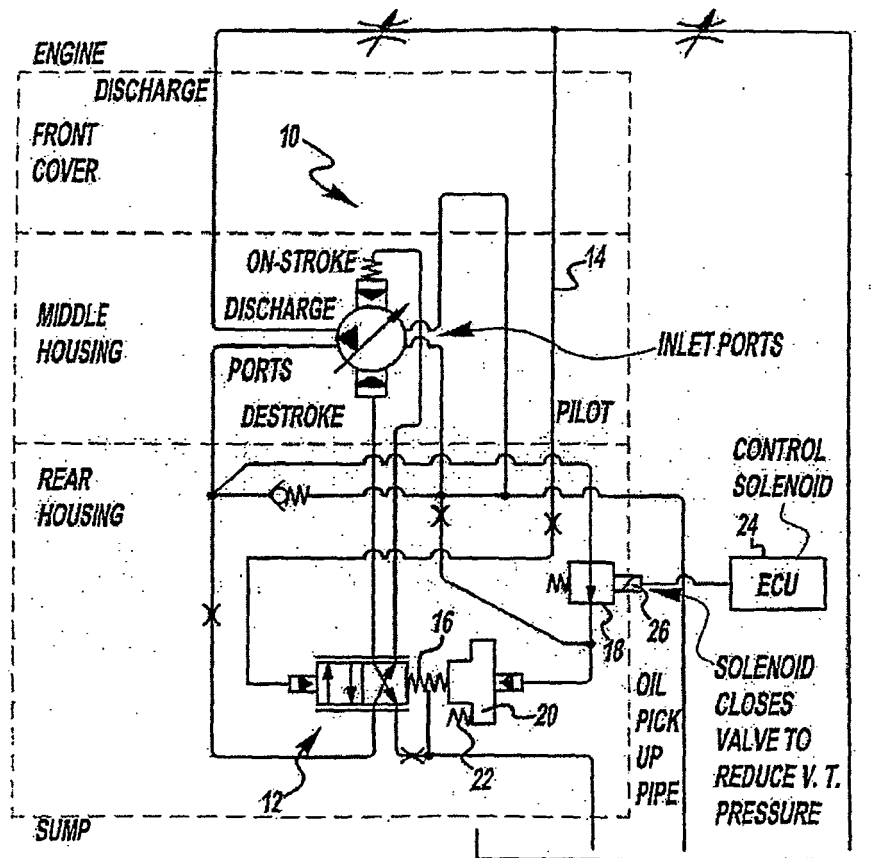 ENGINE
DISCHARGE
FRONT
COVER
10
ON-STROKE
14
DISCHARGE
MIDDLE
HOUSING
INLET PORTS
PORTS
DESTROKE
PILOT
REAR
HOUSING
CONTROL
SOLENOID
24
ECU
26
18
16
20
22
12
OIL
PICK
UP
PIPE
SOLENOID
CLOSES
VALVE TO
REDUCE V. T.
PRESSURE
SUMP